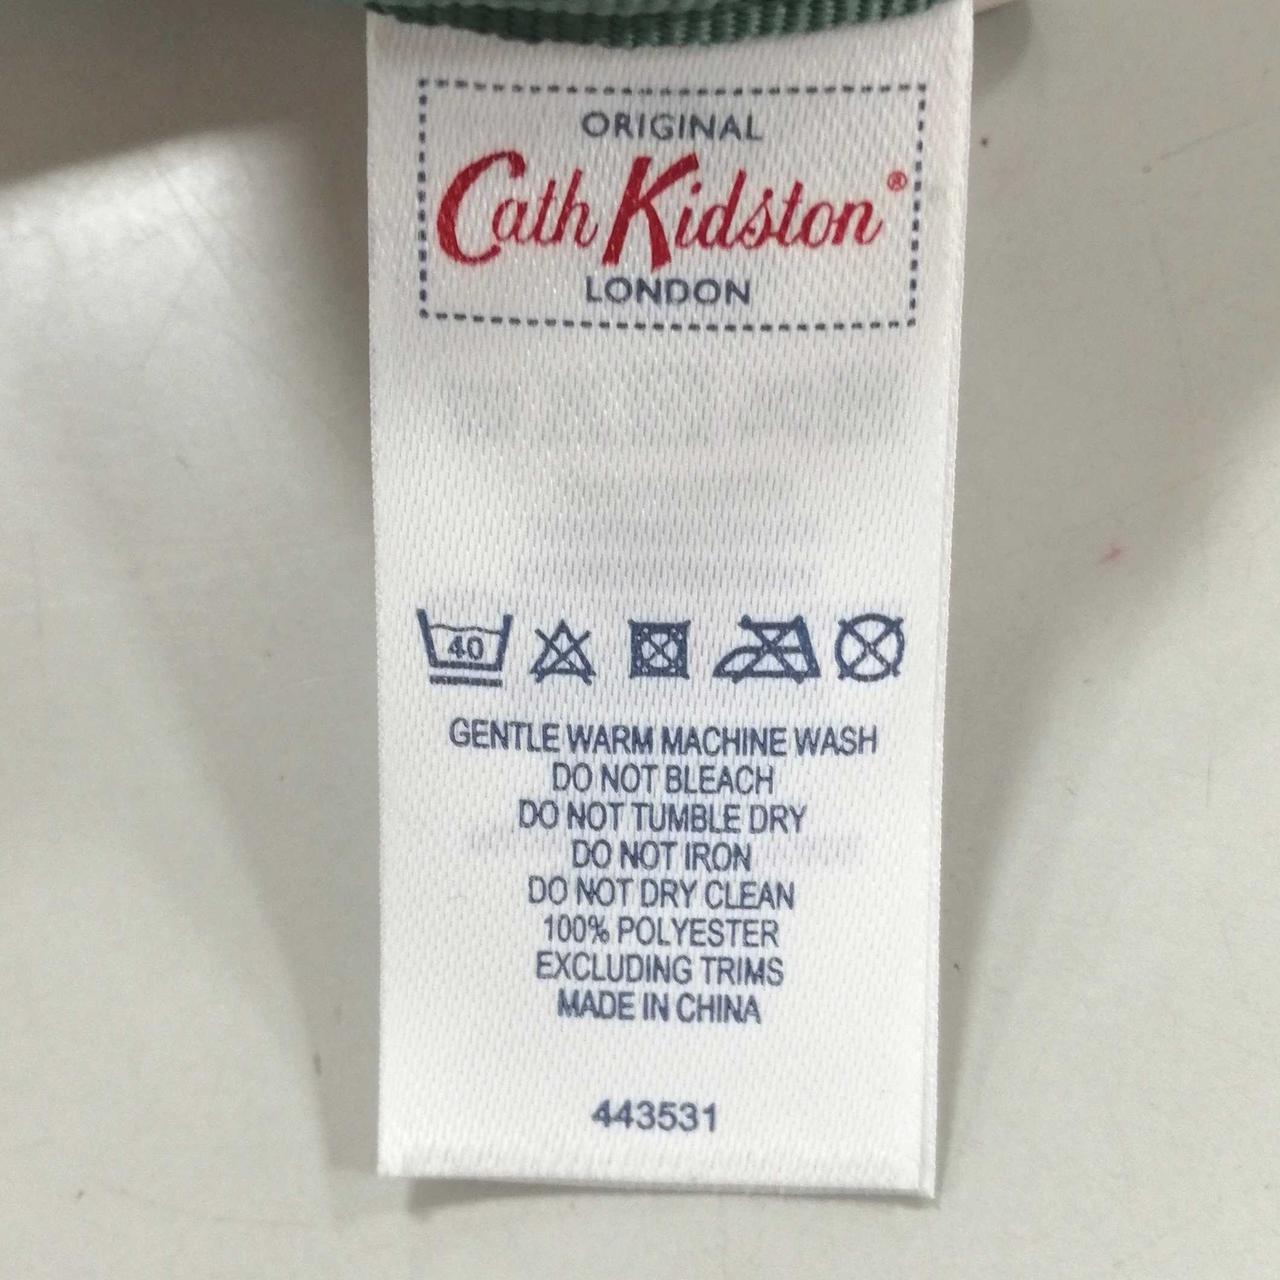 ORIGINAL
Cath Kidston®
LONDON
40
GENTLE WARM MACHINE WASH
DO NOT BLEACH
DO NOT TUMBLE DRY
DO NOT IRON
DO NOT DRY CLEAN
100% POLYESTER
EXCLUDING TRIMS
MADE IN CHINA
443531